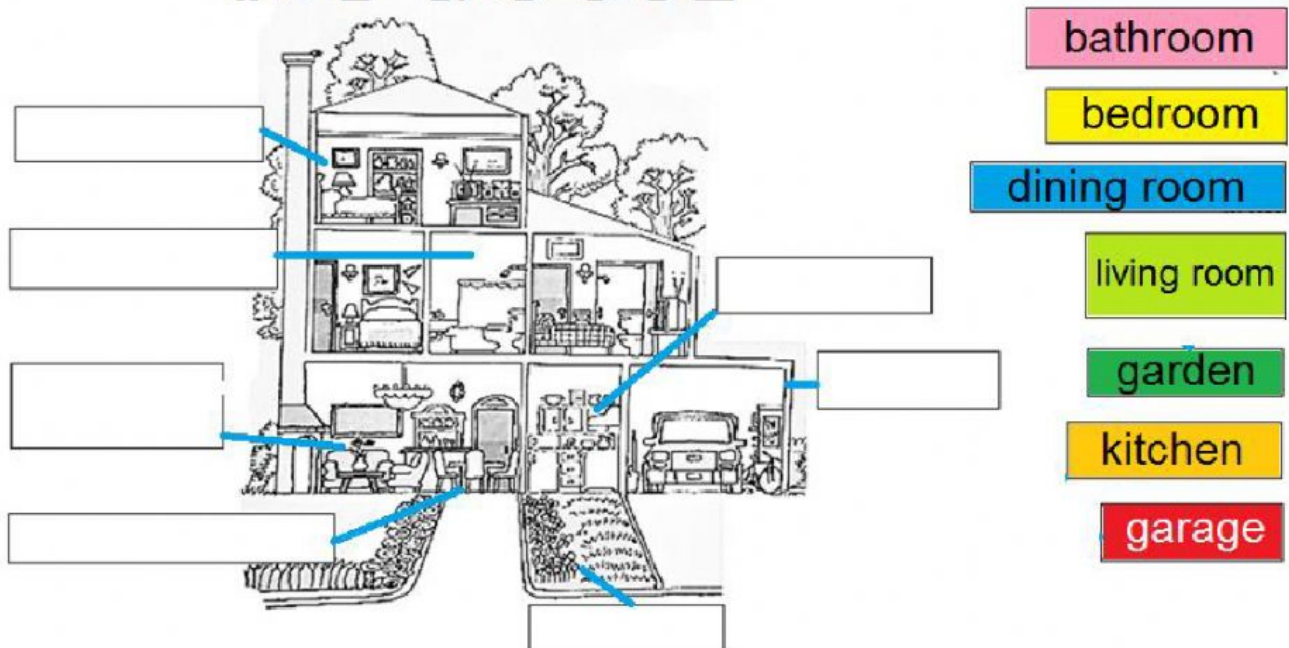 bathroom
bedroom
dining room
living room
garden
kitchen
garage